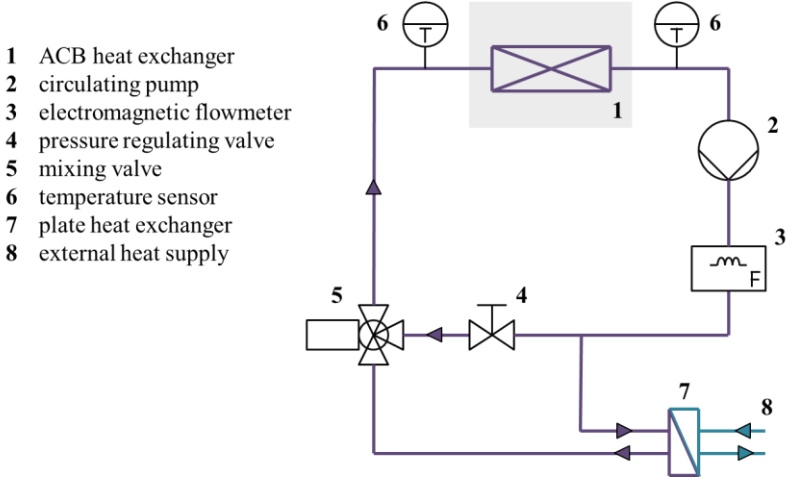 1 ACB heat exchanger
2 circulating pump
3 electromagnetic flowmeter
4 pressure regulating valve
5 mixing valve
6 temperature sensor
7 plate heat exchanger
8 external heat supply
6
T
T
6
1
2
3
F
5
4
7
8